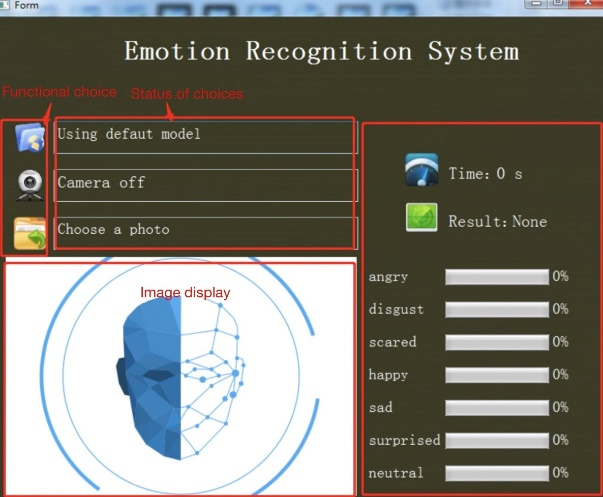 Form
Emotion Recognition System
Functional choice
Status of choices
Using defaut model
Camera off
Choose a photo
Image display
Time: 0 s
Result: None
angry 0%
disgust 0%
scared 0%
happy 0%
sad 0%
surprised 0%
neutral 0%